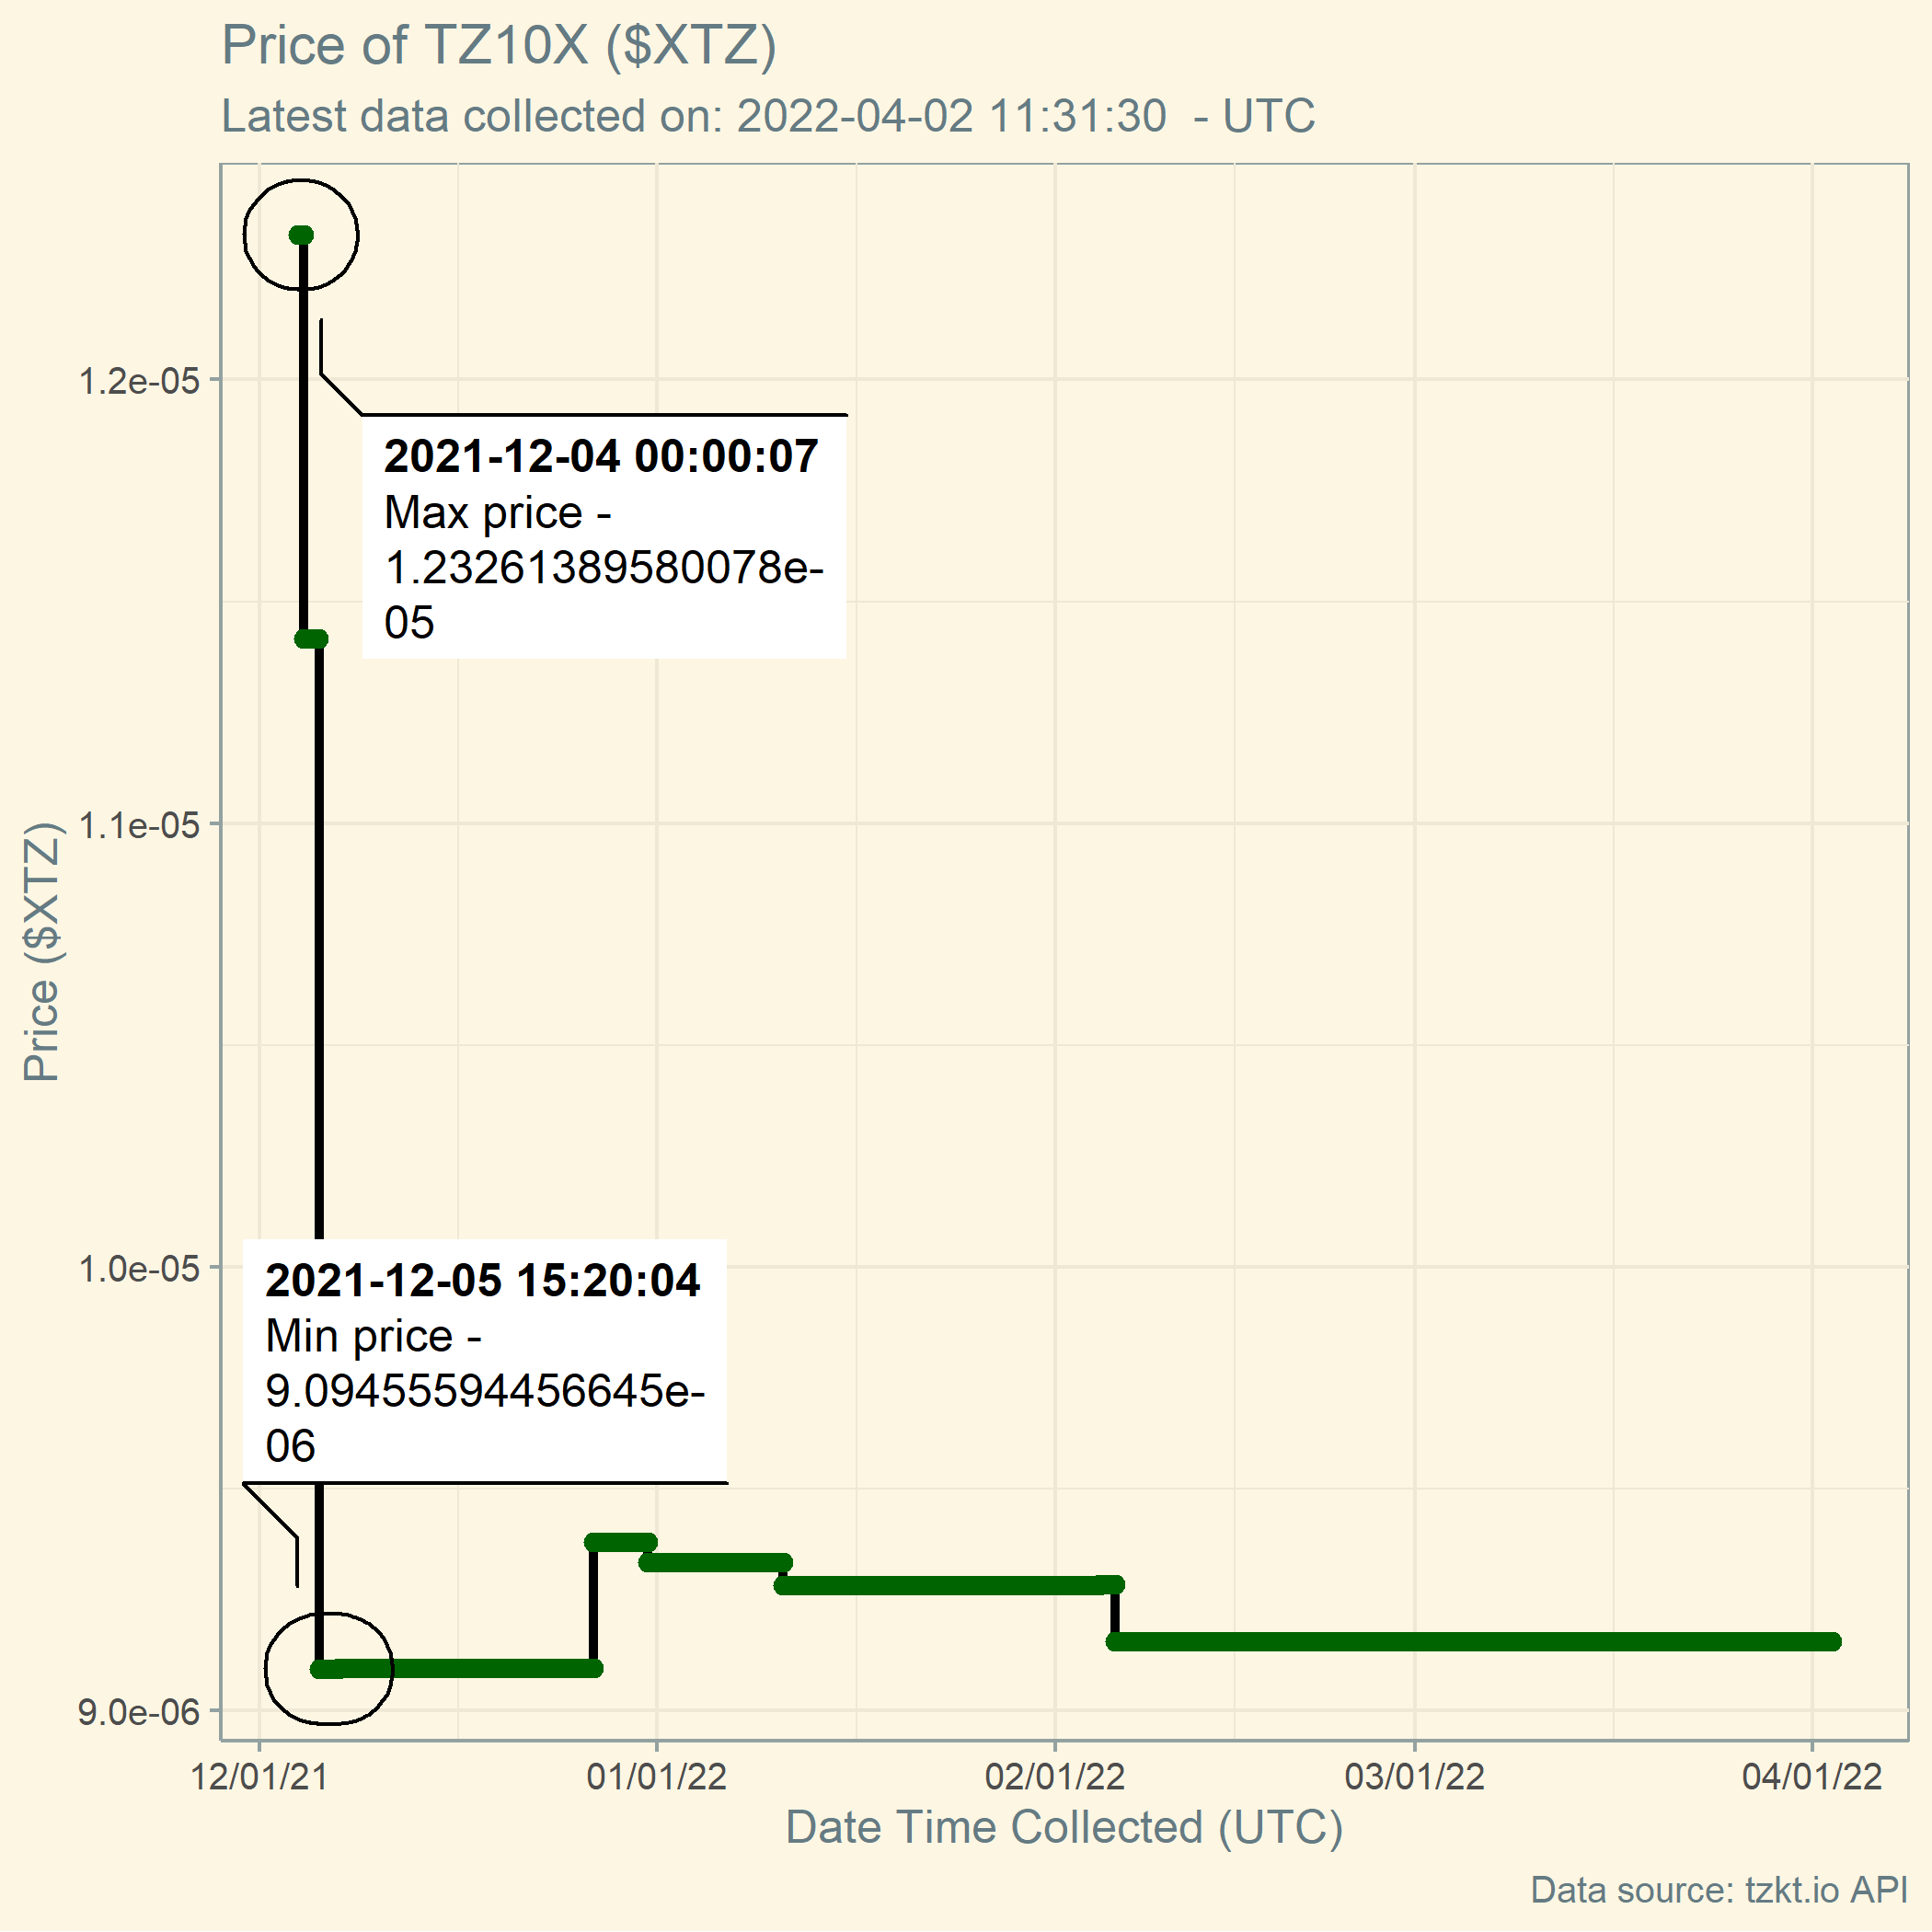 Price of TZ10X ($XTZ)
Latest data collected on: 2022-04-02 11:31:30  - UTC
1.2e-05
2021-12-04 00:00:07
Max price -
1.23261389580078e-
05
1.1e-05
Price ($XTZ)
1.0e-05
2021-12-05 15:20:04
Min price -
9.09455594456645e-
06
9.0e-06
12/01/21 01/01/22 02/01/22 03/01/22 04/01/22
Date Time Collected (UTC)
Data source: tzkt.io API